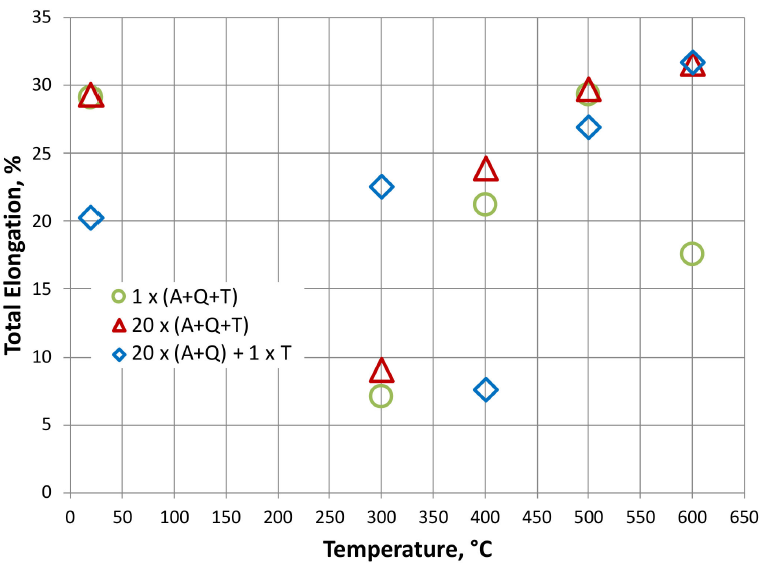 35
30
25
20
15
10
5
0
Total Elongation, %
1 x (A+Q+T)
20 x (A+Q+T)
20 x (A+Q) + 1 x T
0 50 100 150 200 250 300 350 400 450 500 550 600 650
Temperature, °C